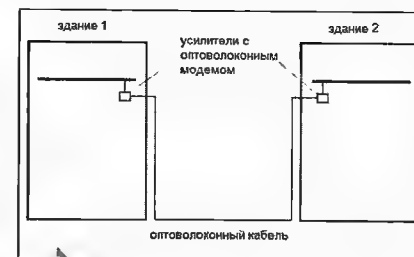 здание 1
здание 2
усилители с
оптоволоконным
модемом
оптоволоконный кабель